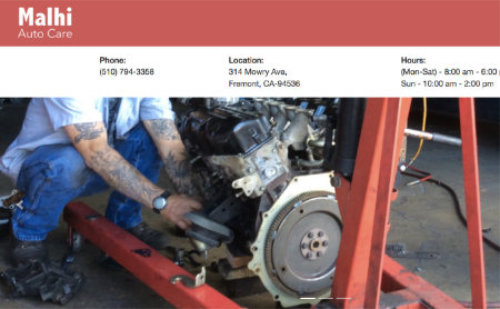 Malhi
Auto Care
Phone:
(510) 794-3358
Location:
314 Mowry Ave,
Fremont, CA-94536
Hours:
(Mon-Sat) - 8:00 am - 6:00
Sun - 10:00 am - 2:00 pm